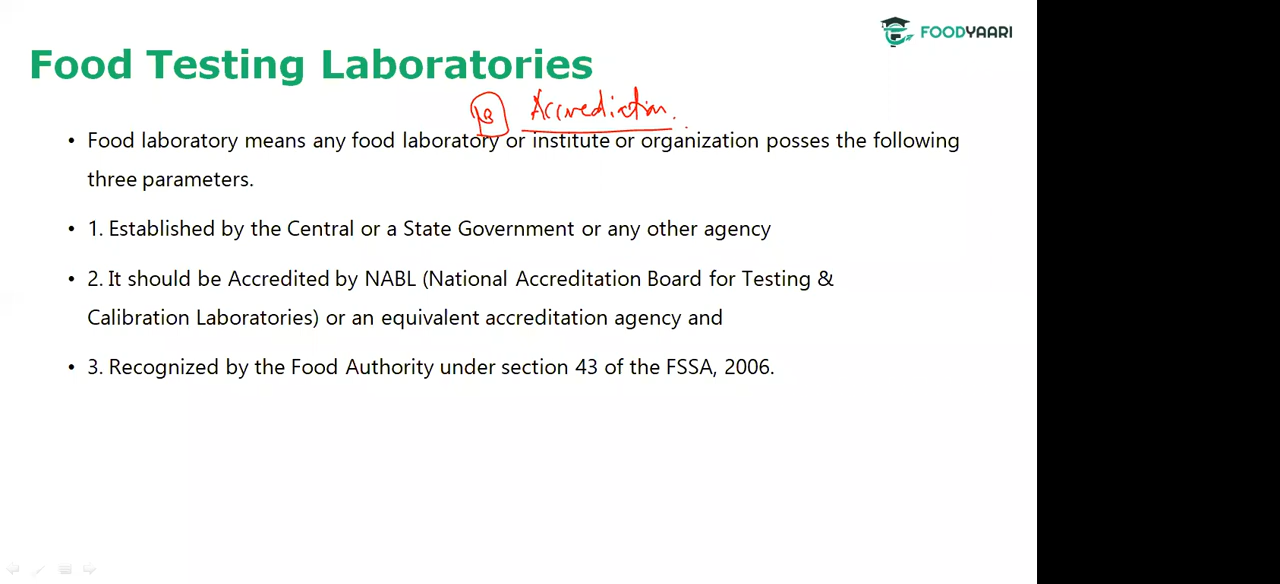 FOODYAARI
Food Testing Laboratories
Accrediation.
• Food laboratory means any food laboratory or institute or organization posses the following
three parameters.
• 1. Established by the Central or a State Government or any other agency
• 2. It should be Accredited by NABL (National Accreditation Board for Testing &
Calibration Laboratories) or an equivalent accreditation agency and
• 3. Recognized by the Food Authority under section 43 of the FSSA, 2006.